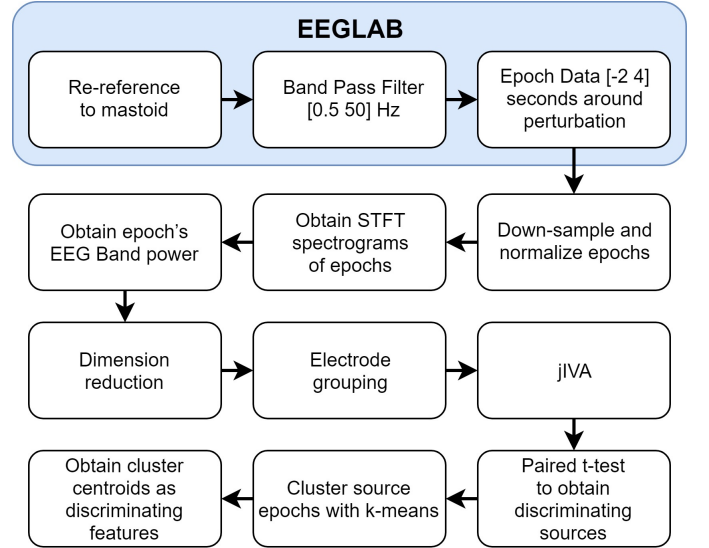 EEGLAB
Re-reference
to mastoid
Band Pass Filter
[0.5 50] Hz
Epoch Data [-2 4]
seconds around
perturbation
Down-sample and
normalize epochs
Obtain STFT
spectrograms
of epochs
Obtain epoch's
EEG Band power
Dimension
reduction
Electrode
grouping
jIVA
Paired t-test
to obtain
discriminating
sources
Cluster source
epochs with k-means
Obtain cluster
centroids as
discriminating
features